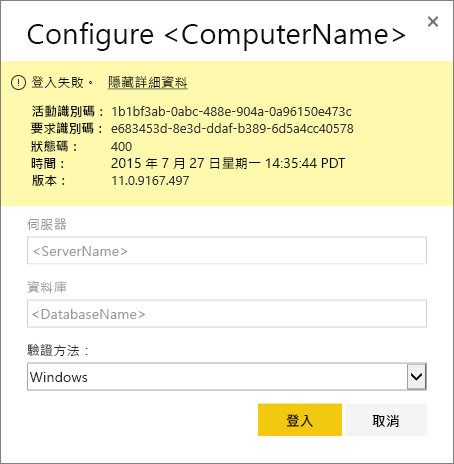 Configure <ComputerName>
登入失敗。 隱藏詳細資料
活動識別碼： 1b1bf3ab-0abc-488e-904a-0a96150e473c
要求識別碼： e683453d-8e3d-ddaf-b389-6d5a4cc40578
狀態碼： 400
時間： 2015 年 7 月 27 日星期一 14:35:44 PDT
版本： 11.0.9167.497
伺服器
<ServerName>
資料庫
<DatabaseName>
驗證方法：
Windows
登入 取消